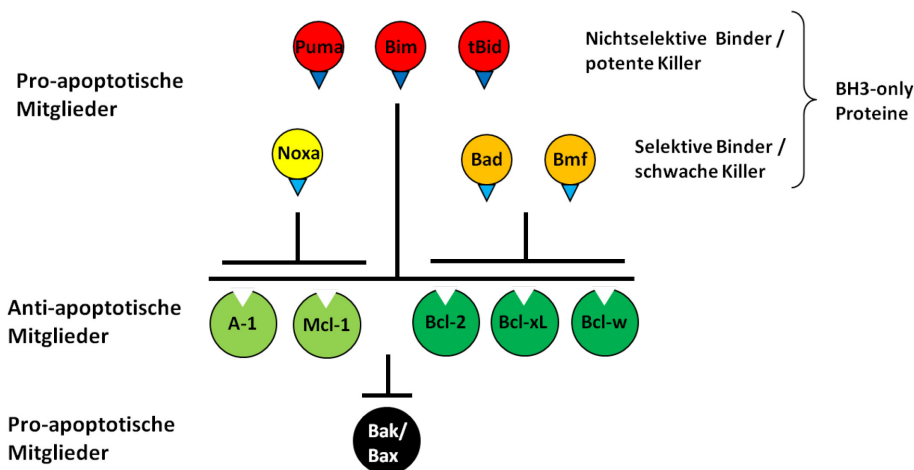 Puma Bim tBid
Nichtselektive Binder /
potente Killer
Pro-apoptotische
Mitglieder
BH3-only
Proteine
Noxa Bad Bmf
Selektive Binder /
schwache Killer
Anti-apoptotische
Mitglieder
A-1 Mcl-1 Bcl-2 Bcl-xL Bcl-w
Pro-apoptotische
Mitglieder
Bak/
Bax